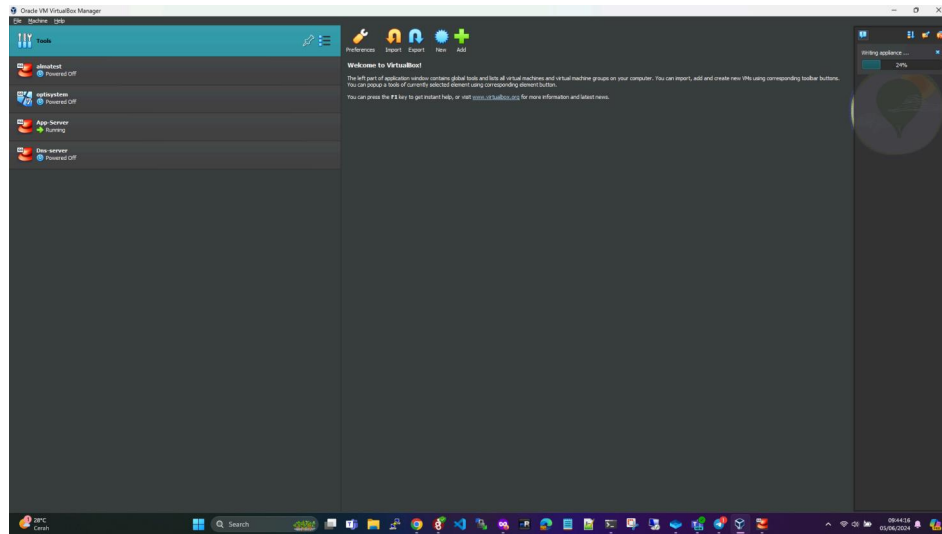 Oracle VM VirtualBox Manager
File Machine Help
Tools
Preferences Import Export New Add
Welcome to VirtualBox!
The left part of application window contains global tools and lists all virtual machines and virtual machine groups on your computer. You can import, add and create new VMs using corresponding toolbar buttons.
You can popup a tools of currently selected element using corresponding element button.
You can press the F1 key to get instant help, or visit www.virtualbox.org for more information and latest news.
almatest
Powered Off
optisystem
Powered Off
App-Server
Running
Dns-server
Powered Off
Writing appliance ...
24%
28°C
Cerah
Search
09:44:16
05/06/2024